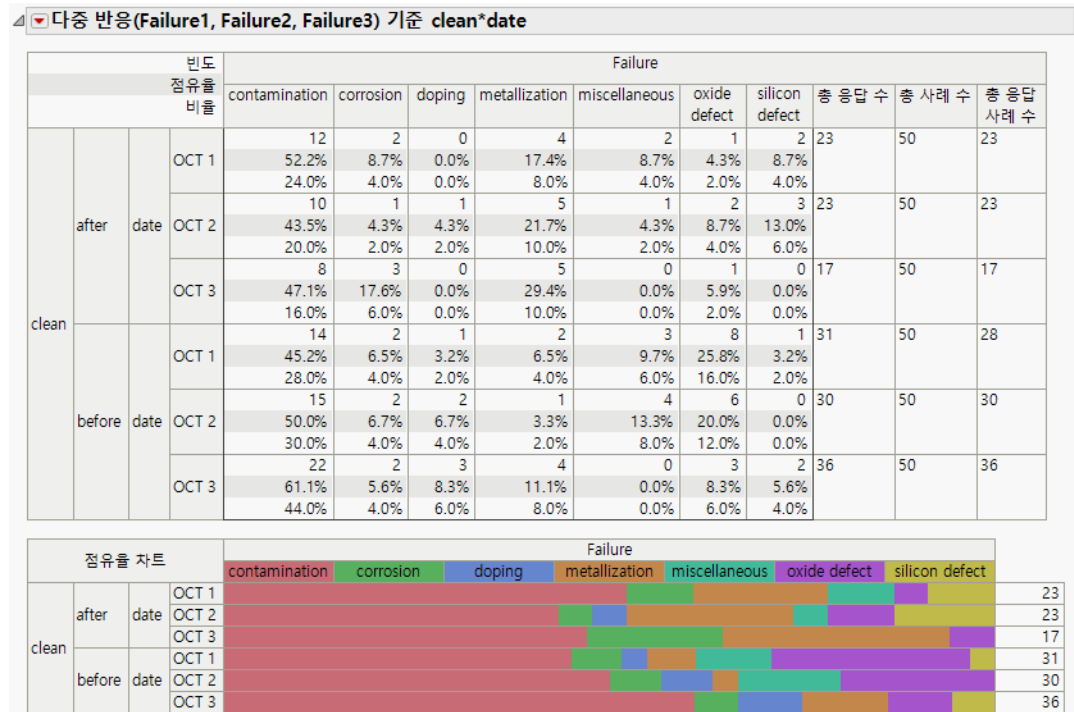 다중 반응(Failure1, Failure2, Failure3) 기준 clean*date
빈도 Failure
점유율
비율 contamination corrosion doping metallization miscellaneous oxide defect silicon defect 총 응답 수 총 사례 수 총 응답 사례 수
clean after date OCT 1 12 2 0 4 2 1 2 23 50 23
52.2% 8.7% 0.0% 17.4% 8.7% 4.3% 8.7%
24.0% 4.0% 0.0% 8.0% 4.0% 2.0% 4.0%
OCT 2 10 1 1 5 1 2 3 23 50 23
43.5% 4.3% 4.3% 21.7% 4.3% 8.7% 13.0%
20.0% 2.0% 2.0% 10.0% 2.0% 4.0% 6.0%
OCT 3 8 3 0 5 0 1 0 17 50 17
47.1% 17.6% 0.0% 29.4% 0.0% 5.9% 0.0%
16.0% 6.0% 0.0% 10.0% 0.0% 2.0% 0.0%
before date OCT 1 14 2 1 2 3 8 1 31 50 28
45.2% 6.5% 3.2% 6.5% 9.7% 25.8% 3.2%
28.0% 4.0% 2.0% 4.0% 6.0% 16.0% 2.0%
OCT 2 15 2 2 1 4 6 0 30 50 30
50.0% 6.7% 6.7% 3.3% 13.3% 20.0% 0.0%
30.0% 4.0% 4.0% 2.0% 8.0% 12.0% 0.0%
OCT 3 22 2 3 4 0 3 2 36 50 36
61.1% 5.6% 8.3% 11.1% 0.0% 8.3% 5.6%
44.0% 4.0% 6.0% 8.0% 0.0% 6.0% 4.0%
점유율 차트 Failure
contamination corrosion doping metallization miscellaneous oxide defect silicon defect
clean after date OCT 1 23
OCT 2 23
OCT 3 17
before date OCT 1 31
OCT 2 30
OCT 3 36